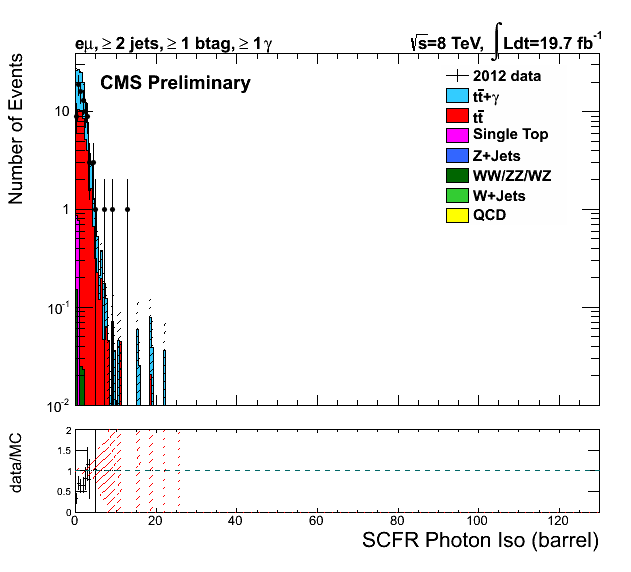 eμ, ≥ 2 jets, ≥ 1 btag, ≥ 1 γ
√s=8 TeV, ∫Ldt=19.7 fb⁻¹
CMS Preliminary
2012 data
tt̄+γ
tt̄
Single Top
Z+Jets
WW/ZZ/WZ
W+Jets
QCD
Number of Events
10
1
10⁻¹
10⁻²
data/MC
2
1.5
1
0.5
0
0 20 40 60 80 100 120
SCFR Photon Iso (barrel)